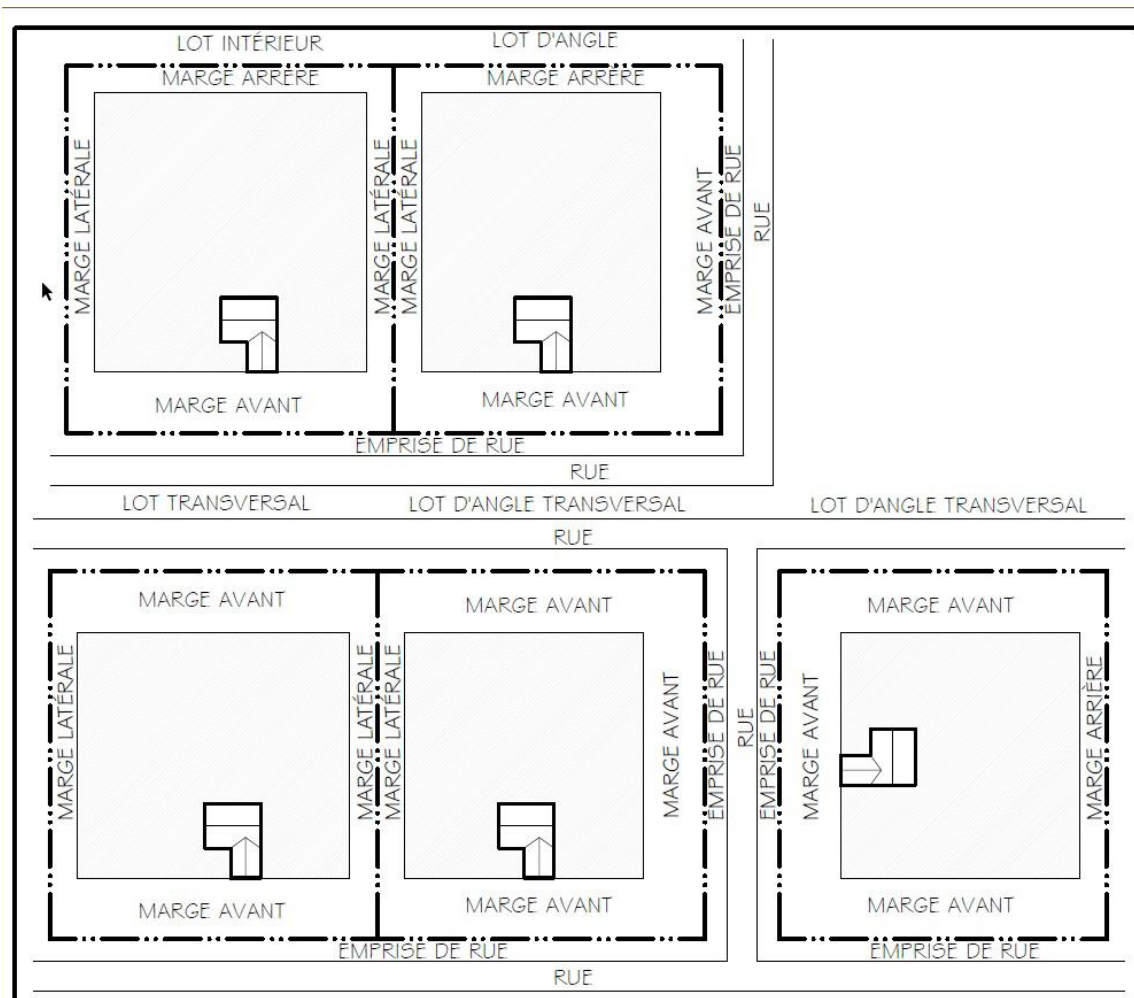 LOT INTÉRIEUR
LOT D'ANGLE
MARGE ARRÈRE
MARGE ARRÈRE
MARGE LATÉRALE
MARGE LATÉRALE
MARGE LATÉRALE
MARGE AVANT
EMPRISE DE RUE
RUE
MARGE AVANT
MARGE AVANT
EMPRISE DE RUE
RUE
LOT TRANSVERSAL
LOT D'ANGLE TRANSVERSAL
LOT D'ANGLE TRANSVERSAL
RUE
MARGE AVANT
MARGE AVANT
MARGE AVANT
MARGE LATÉRALE
MARGE LATÉRALE
MARGE LATÉRALE
MARGE AVANT
EMPRISE DE RUE
RUE
EMPRISE DE RUE
MARGE AVANT
MARGE ARRIÈRE
MARGE AVANT
MARGE AVANT
MARGE AVANT
EMPRISE DE RUE
EMPRISE DE RUE
RUE